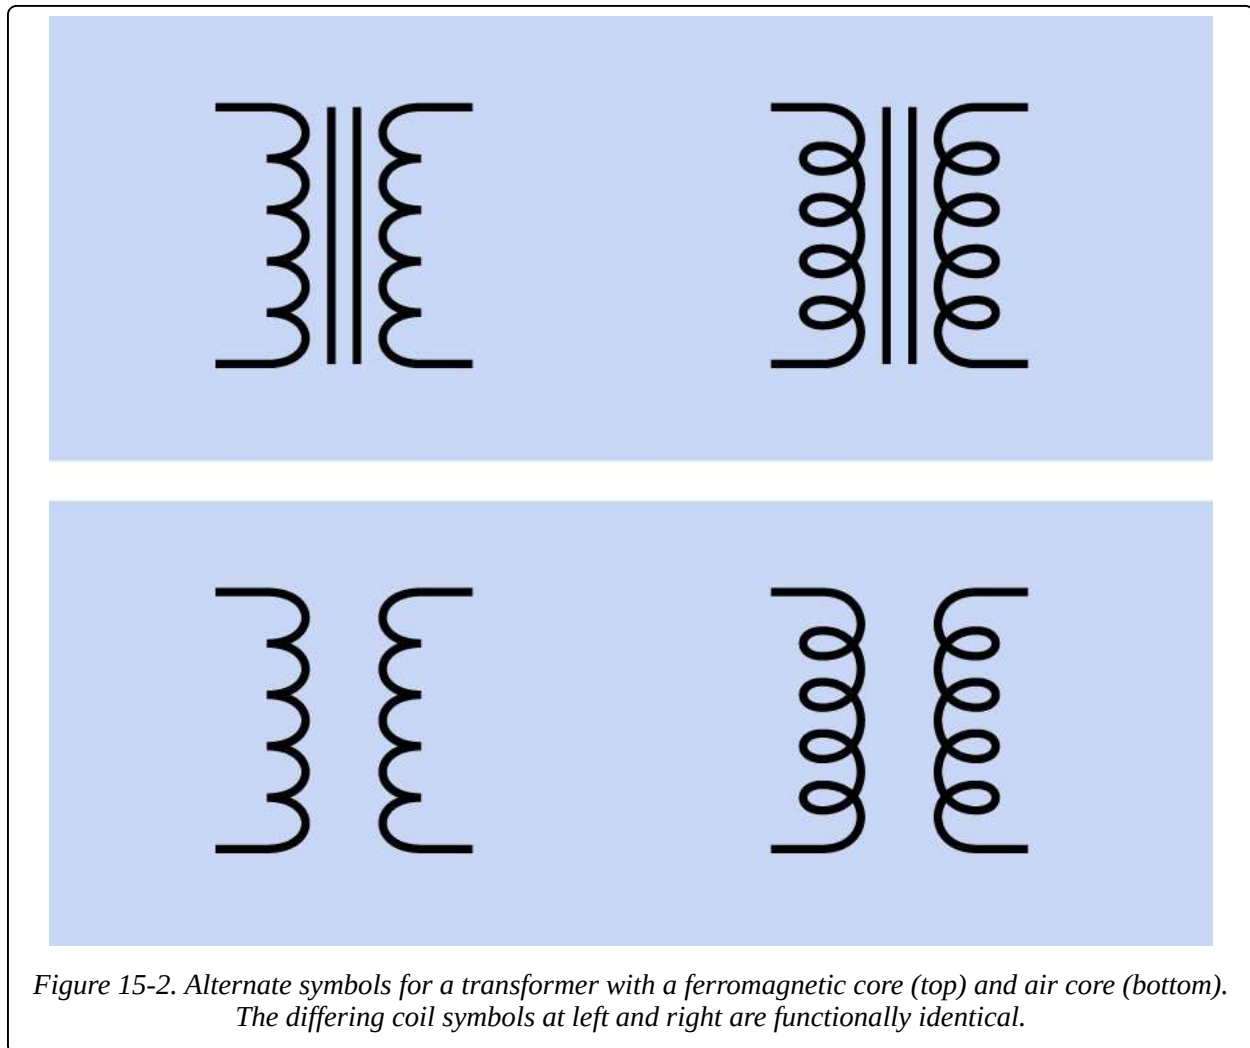 Figure 15-2. Alternate symbols for a transformer with a ferromagnetic core (top) and air core (bottom).
The differing coil symbols at left and right are functionally identical.